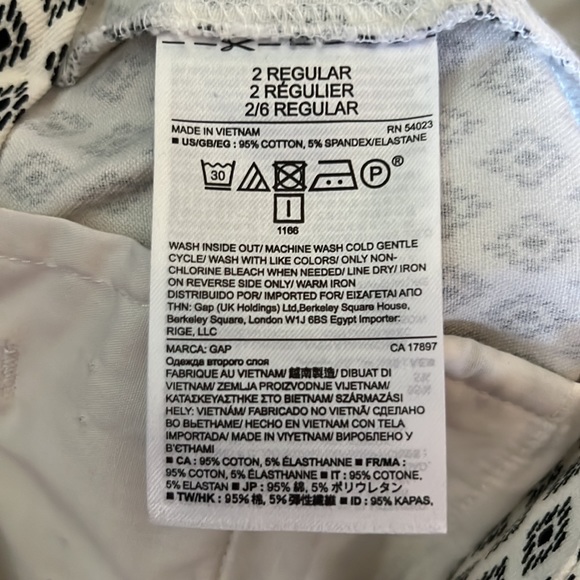 2 REGULAR
2 RÉGULIER
2/6 REGULAR
MADE IN VIETNAM RN 54023
■ US/GB/EG : 95% COTTON, 5% SPANDEX/ELASTANE
30 P ®
1166
WASH INSIDE OUT/ MACHINE WASH COLD GENTLE
CYCLE/ WASH WITH LIKE COLORS/ ONLY NON-
CHLORINE BLEACH WHEN NEEDED/ LINE DRY/ IRON
ON REVERSE SIDE ONLY/ WARM IRON
DISTRIBUIDO POR/ IMPORTED FOR/ ΕΙΣΑΓΕΤΑΙ ΑΠΟ
ΤΗΝ: Gap (UK Holdings) Ltd,Berkeley Square House,
Berkeley Square, London W1J 6BS Egypt Importer:
RIGE, LLC
MARCA: GAP CA 17897
Одежда второго слоя
FABRIQUE AU VIETNAM/ 越南製造/ DIBUAT DI
VIETNAM/ ZEMLJA PROIZVODNJE VIJETNAM/
ΚΑΤΑΣΚΕΥΑΣΤΗΚΕ ΣΤΟ ΒΙΕΤΝΑΜ/ SZÁRMAZÁSI
HELY: VIETNÁM/ FABRICADO NO VIETNÃ/ СДЕЛАНО
ВО ВЬЕТНАМЕ/ HECHO EN VIETNAM CON TELA
IMPORTADA/ MADE IN VIYETNAM/ ВИРОБЛЕНО У
В'ЄТНАМІ
■ CA : 95% COTON, 5% ÉLASTHANNE ■ FR/MA :
95% COTON, 5% ÉLASTHANNE ■ IT : 95% COTONE,
5% ELASTAN ■ JP : 95% 綿, 5% ポリウレタン
■ TW/HK : 95% 棉, 5% 彈性纖維 ■ ID : 95% KAPAS,